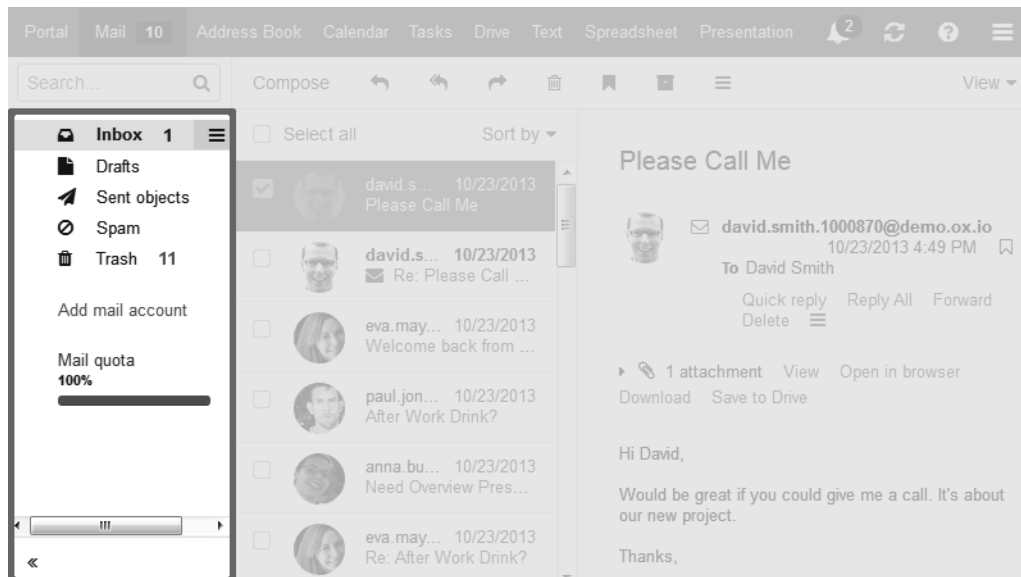 Portal Mail 10 Address Book Calendar Tasks Drive Text Spreadsheet Presentation 2
Search... Compose View
Inbox 1
Drafts
Sent objects
Spam
Trash 11
Add mail account
Mail quota
100%
Select all Sort by
david.s... 10/23/2013
Please Call Me
david.s... 10/23/2013
Re: Please Call ...
eva.may... 10/23/2013
Welcome back from ...
paul.jon... 10/23/2013
After Work Drink?
anna.bu... 10/23/2013
Need Overview Pres...
eva.may... 10/23/2013
Re: After Work Drink?
Please Call Me
david.smith.1000870@demo.ox.io
10/23/2013 4:49 PM
To David Smith
Quick reply Reply All Forward
Delete
1 attachment View Open in browser
Download Save to Drive
Hi David,
Would be great if you could give me a call. It's about
our new project.
Thanks,